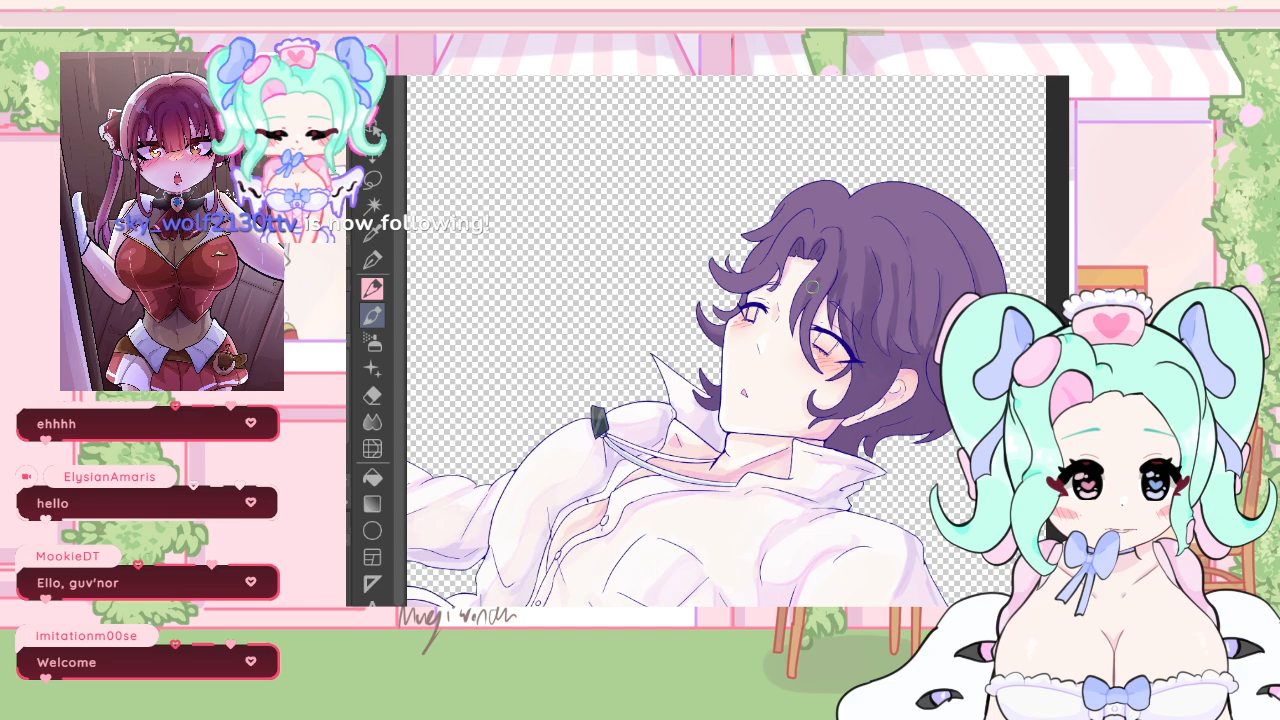 sky_wolf2130ttv is now following!
ehhhh
ElysianAmaris
hello
MookieDT
Ello, guv'nor
imitationm00se
Welcome